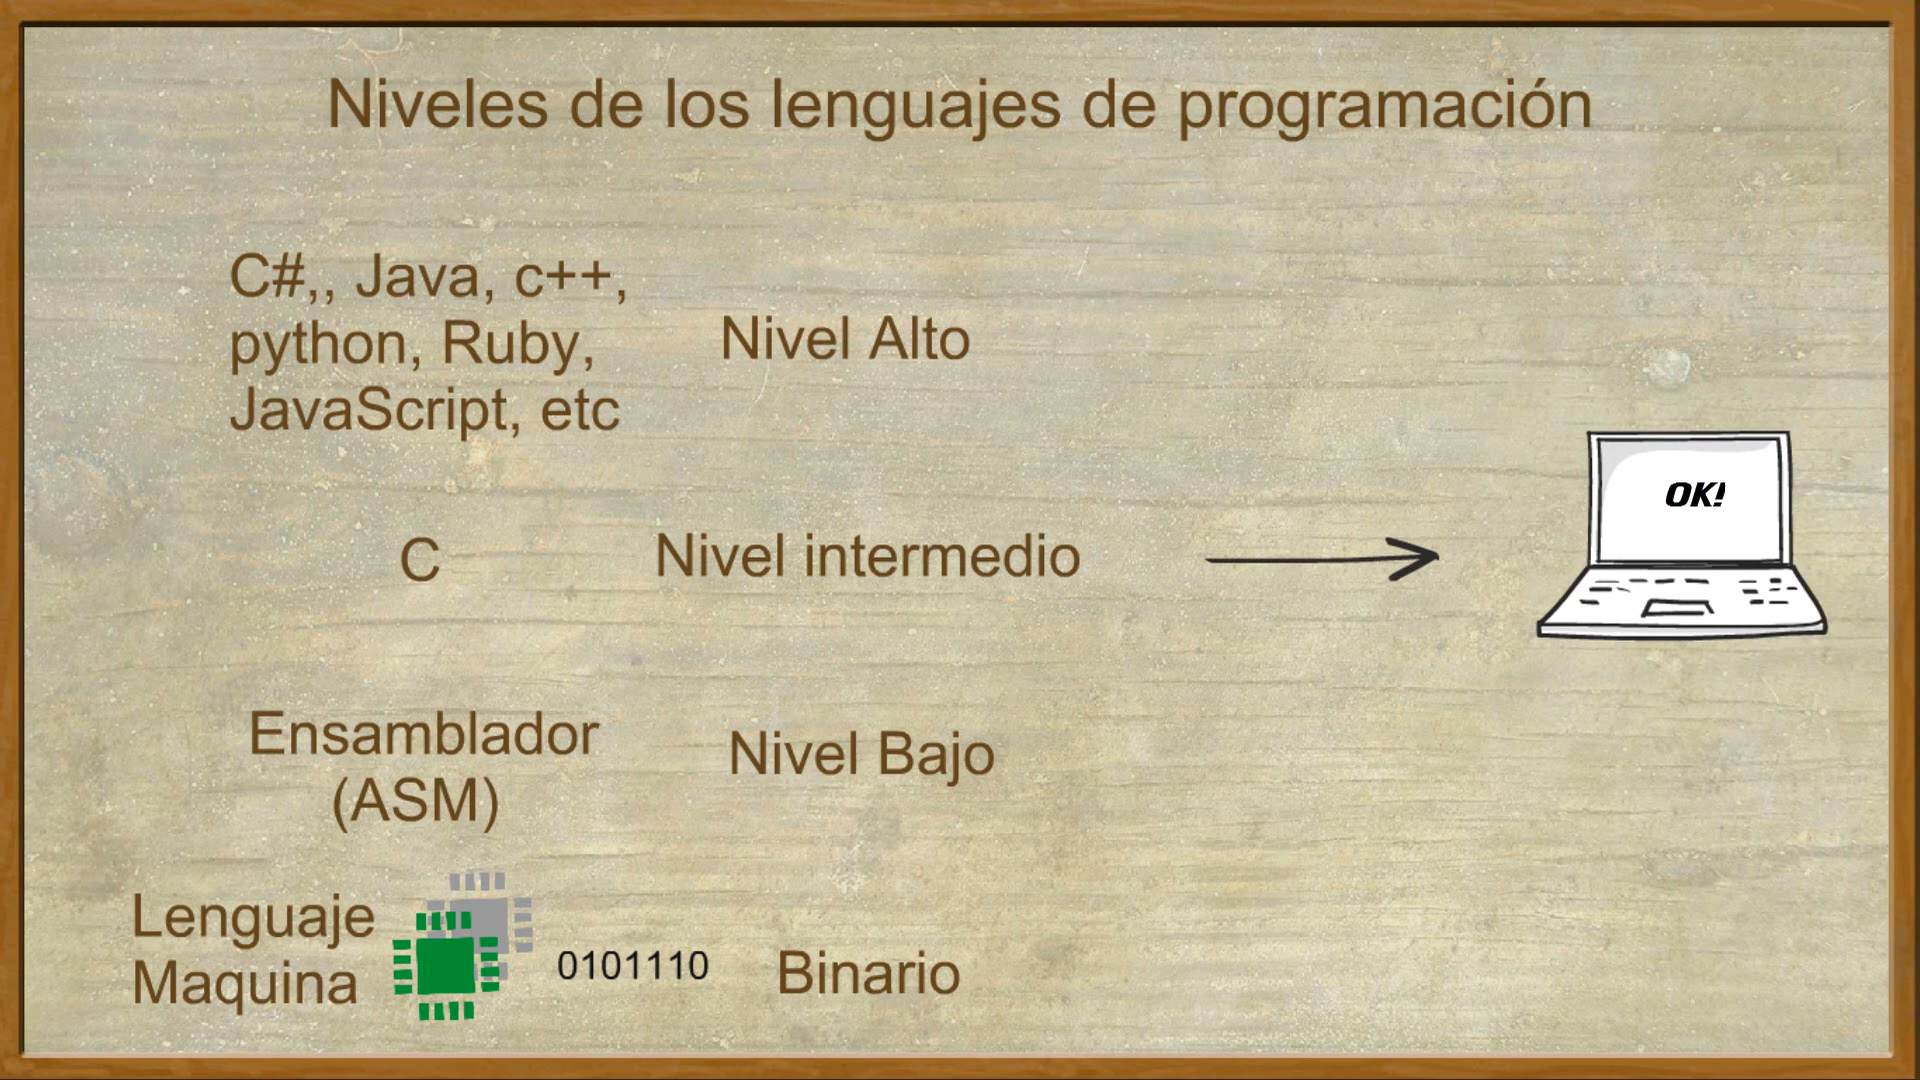 Niveles de los lenguajes de programación
C#,, Java, c++,
python, Ruby,
JavaScript, etc
Nivel Alto
OK!
C
Nivel intermedio
Ensamblador
(ASM)
Nivel Bajo
Lenguaje
Maquina
0101110
Binario